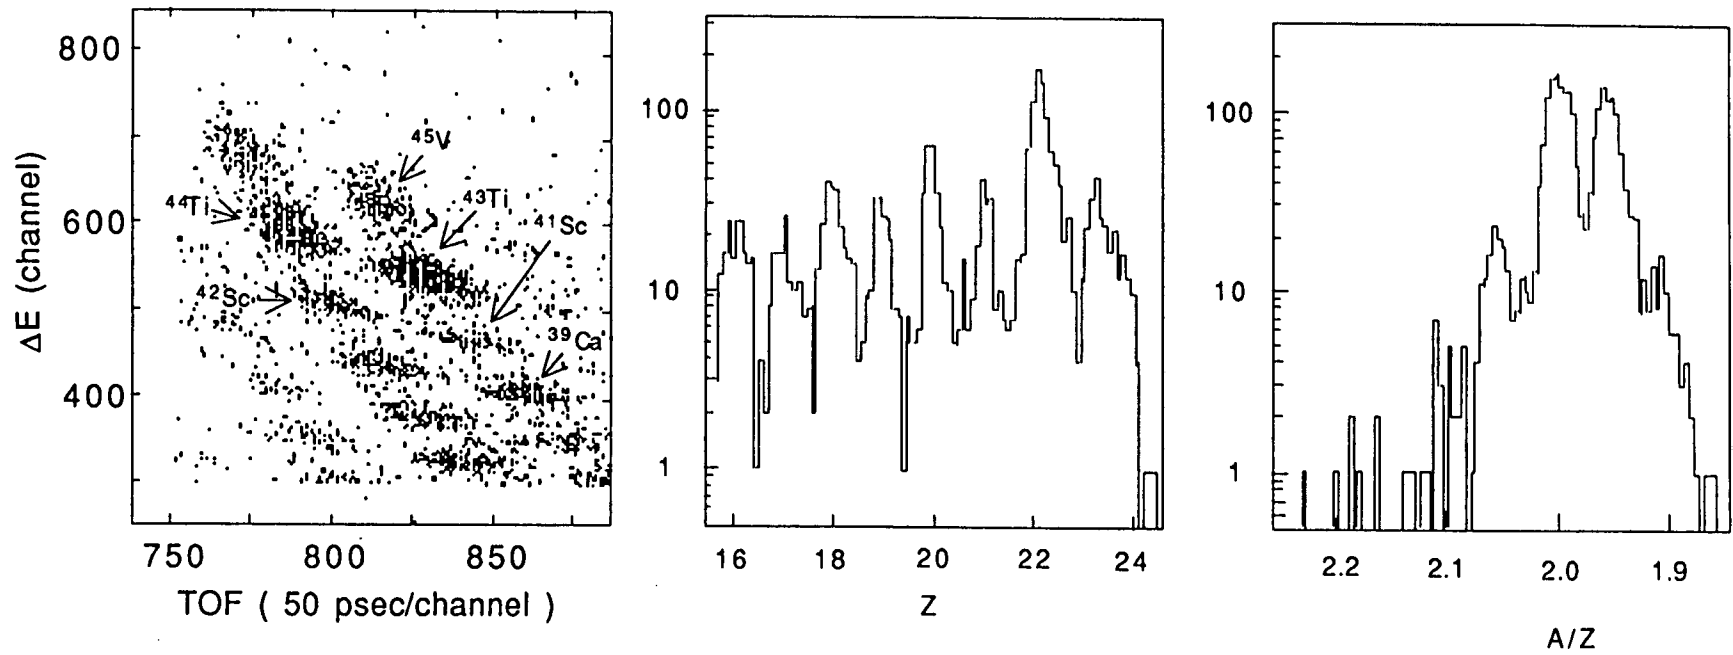 800
600
400
ΔE (channel)
750 800 850
TOF ( 50 psec/channel )
45V
44Ti
43Ti
41Sc
42Sc
39Ca
100
10
1
16 18 20 22 24
Z
100
10
1
2.2 2.1 2.0 1.9
A/Z